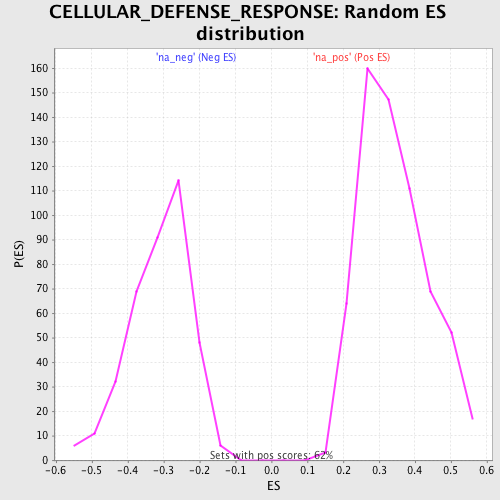 CELLULAR_DEFENSE_RESPONSE: Random ES
distribution
'na_neg' (Neg ES) 'na_pos' (Pos ES)
160
150
140
130
120
110
100
90
80
70
60
50
40
30
20
10
0
P(ES)
Sets with pos scores: 62%
-0.6 -0.5 -0.4 -0.3 -0.2 -0.1 0.0 0.1 0.2 0.3 0.4 0.5 0.6
ES